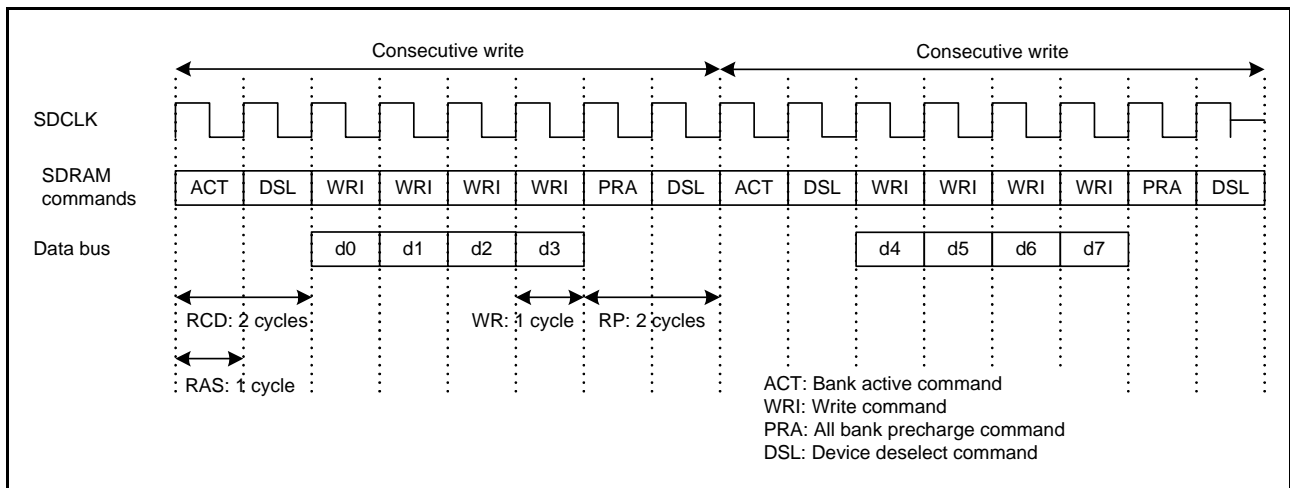 Consecutive write Consecutive write
SDCLK
SDRAM
commands
ACT DSL WRI WRI WRI WRI PRA DSL ACT DSL WRI WRI WRI WRI PRA DSL
Data bus d0 d1 d2 d3 d4 d5 d6 d7
RCD: 2 cycles WR: 1 cycle RP: 2 cycles
RAS: 1 cycle
ACT: Bank active command
WRI: Write command
PRA: All bank precharge command
DSL: Device deselect command